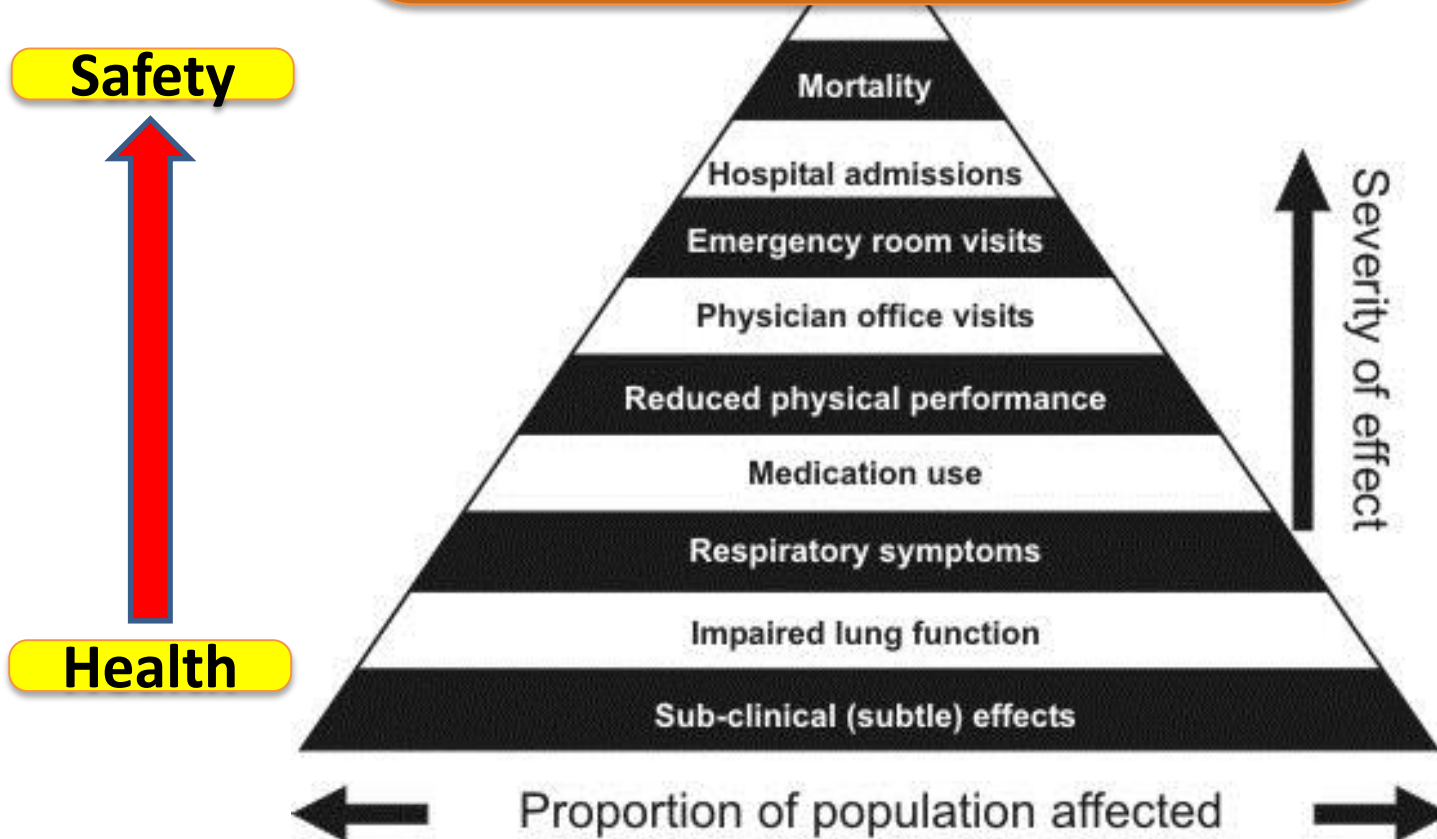 Safety
Mortality
Hospital admissions
Emergency room visits
Physician office visits
Reduced physical performance
Medication use
Respiratory symptoms
Impaired lung function
Sub-clinical (subtle) effects
Health
Severity of effect
Proportion of population affected